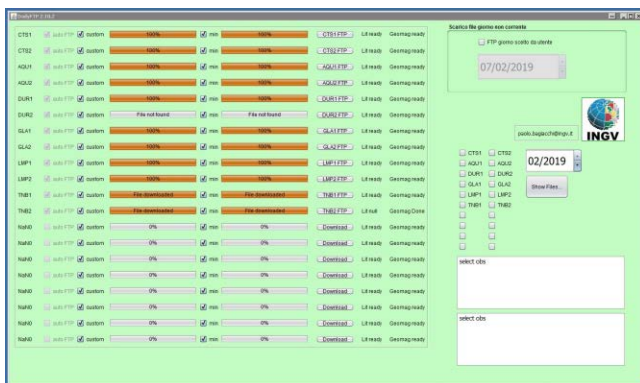 DailyFTP 2.19.2
CTS1 auto FTP custom 100% min 100% CTS1 FTP Lit ready Geomag ready
CTS2 auto FTP custom 100% min 100% CTS2 FTP Lit ready Geomag ready
AQU1 auto FTP custom 100% min 100% AQU1 FTP Lit ready Geomag ready
AQU2 auto FTP custom 100% min 100% AQU2 FTP Lit ready Geomag ready
DUR1 auto FTP custom 100% min 100% DUR1 FTP Lit ready Geomag ready
DUR2 auto FTP custom File not found min File not found DUR2 FTP Lit ready Geomag ready
GLA1 auto FTP custom 100% min 100% GLA1 FTP Lit ready Geomag ready
GLA2 auto FTP custom 100% min 100% GLA2 FTP Lit ready Geomag ready
LMP1 auto FTP custom 100% min 100% LMP1 FTP Lit ready Geomag ready
LMP2 auto FTP custom 100% min 100% LMP2 FTP Lit ready Geomag ready
TNB1 auto FTP custom File downloaded min File downloaded TNB1 FTP Lit ready Geomag ready
TNB2 auto FTP custom File downloaded min File downloaded TNB2 FTP Lit null Geomag Done
NaN0 auto FTP custom 0% min 0% Download Lit ready Geomag ready
NaN0 auto FTP custom 0% min 0% Download Lit ready Geomag ready
NaN0 auto FTP custom 0% min 0% Download Lit ready Geomag ready
NaN0 auto FTP custom 0% min 0% Download Lit ready Geomag ready
NaN0 auto FTP custom 0% min 0% Download Lit ready Geomag ready
NaN0 auto FTP custom 0% min 0% Download Lit ready Geomag ready
NaN0 auto FTP custom 0% min 0% Download Lit ready Geomag ready
NaN0 auto FTP custom 0% min 0% Download Lit ready Geomag ready
Scarico file giorno non corrente
FTP giorno scelto da utente
07/02/2019
paolo.bagiacchi@ingv.it
INGV
CTS1 CTS2
AQU1 AQU2
DUR1 DUR2
GLA1 GLA2
LMP1 LMP2
TNB1 TNB2
02/2019
Show Files...
select obs
select obs